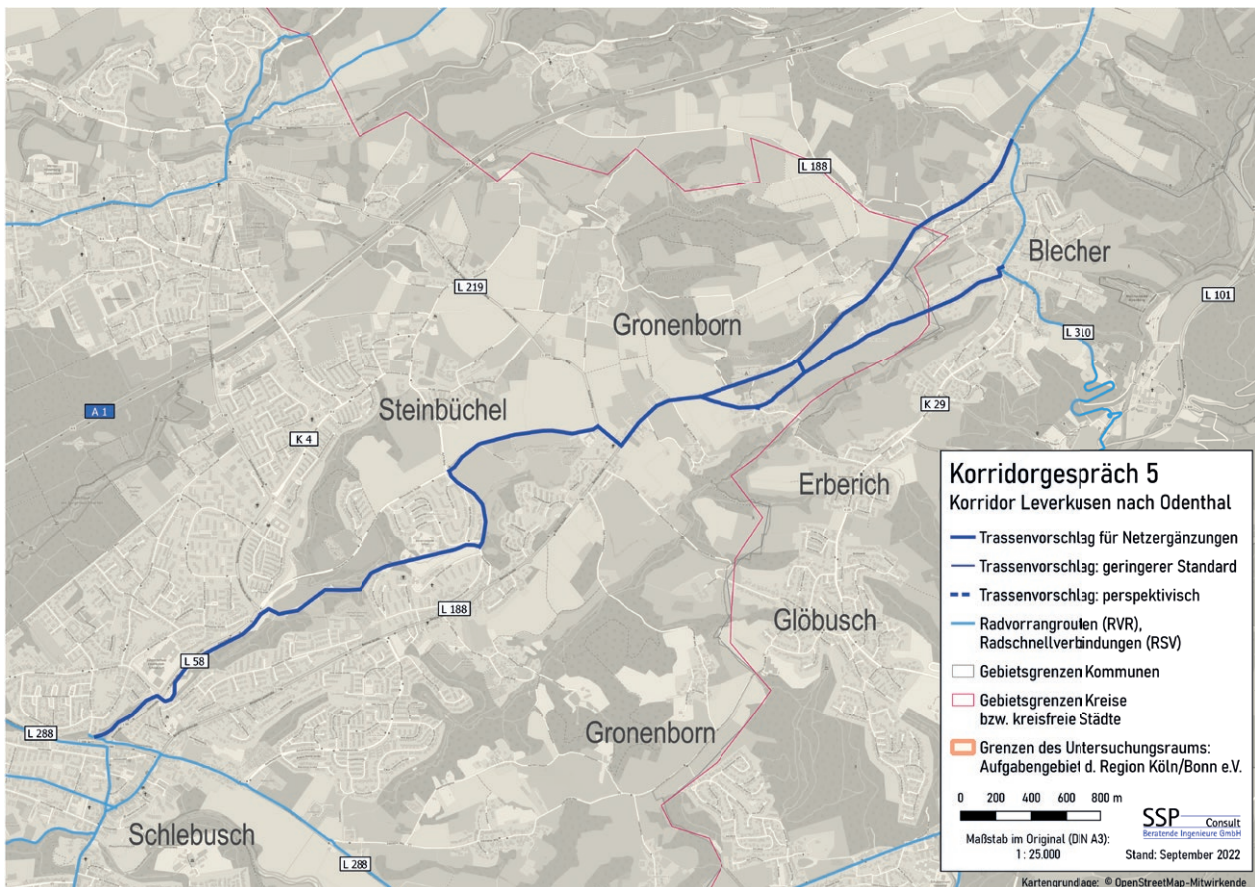 L 188
Blecher
L 219
L 101
Gronenborn
L 310
Steinbüchel
A 1
K 29
K 4
Erberich
L 188
Glöbusch
L 58
L 288
Gronenborn
Schlebusch
L 288
Korridorgespräch 5
Korridor Leverkusen nach Odenthal
Trassenvorschlag für Netzergänzungen
Trassenvorschlag: geringerer Standard
Trassenvorschlag: perspektivisch
Radvorrangrouten (RVR),
Radschnellverbindungen (RSV)
Gebietsgrenzen Kommunen
Gebietsgrenzen Kreise
bzw. kreisfreie Städte
Grenzen des Untersuchungsraums:
Aufgabengebiet d. Region Köln/Bonn e.V.
0 200 400 600 800 m
Maßstab im Original (DIN A3):
1 : 25.000
SSP Consult
Beratende Ingenieure GmbH
Stand: September 2022
Kartengrundlage: © OpenStreetMap-Mitwirkende